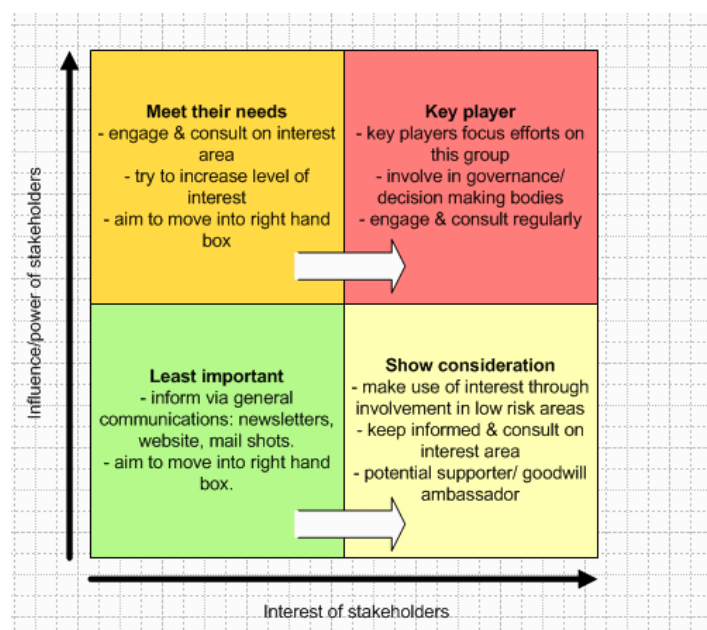 Meet their needs
- engage & consult on interest
area
- try to increase level of
interest
- aim to move into right hand
box
Key player
- key players focus efforts on
this group
- involve in governance/
decision making bodies
- engage & consult regularly
Influence/power of stakeholders
Least important
- inform via general
communications: newsletters,
website, mail shots.
- aim to move into right hand
box.
Show consideration
- make use of interest through
involvement in low risk areas
- keep informed & consult on
interest area
- potential supporter/ goodwill
ambassador
Interest of stakeholders